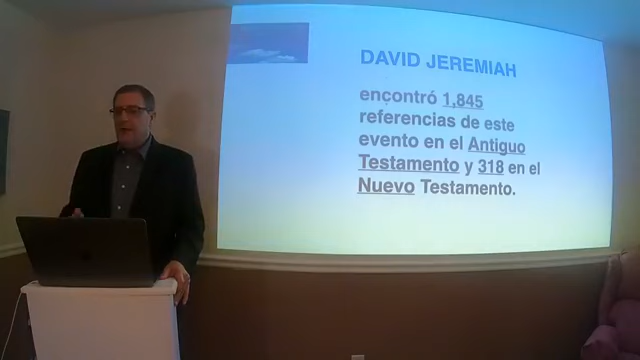 DAVID JEREMIAH
encontró 1,845
referencias de este
evento en el Antiguo
Testamento y 318 en el
Nuevo Testamento.